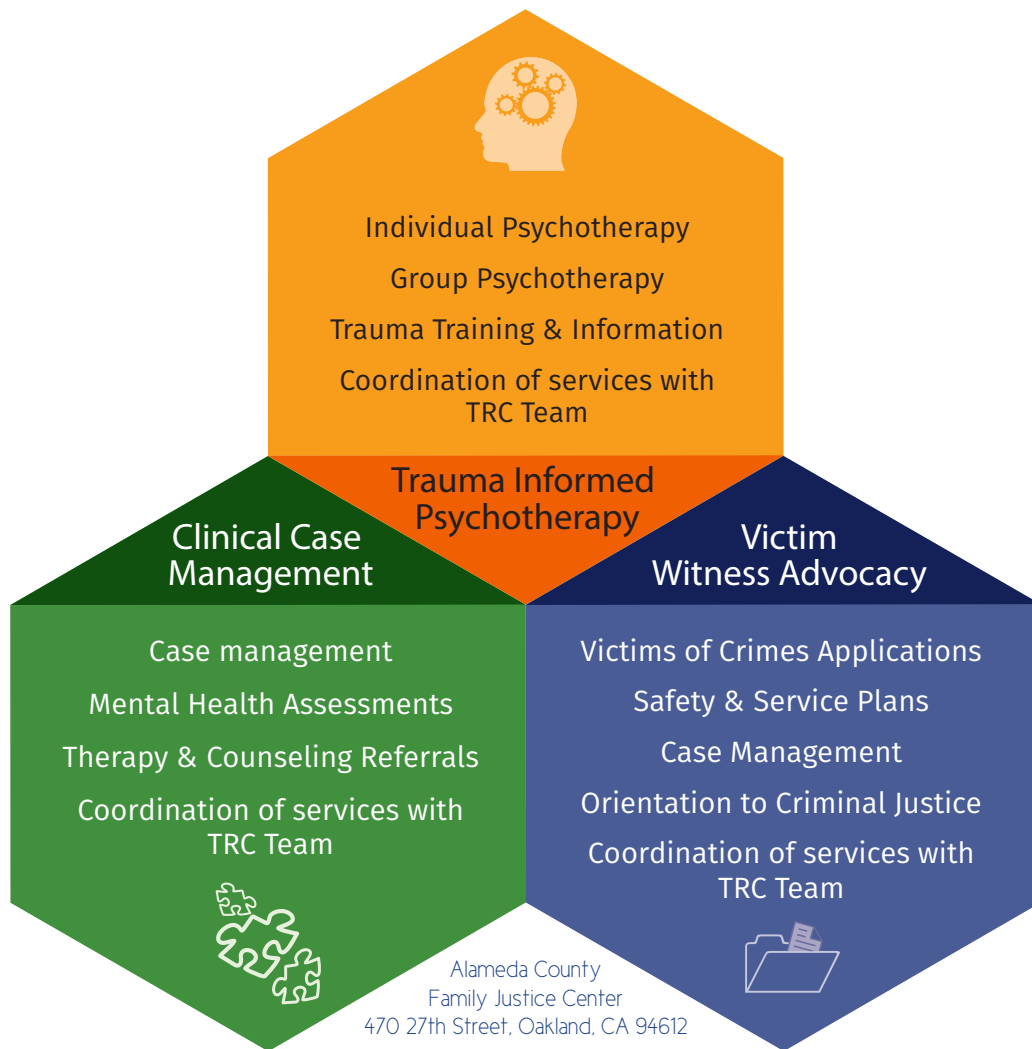 Individual Psychotherapy
Group Psychotherapy
Trauma Training & Information
Coordination of services with
TRC Team
Trauma Informed
Psychotherapy
Clinical Case
Management
Case management
Mental Health Assessments
Therapy & Counseling Referrals
Coordination of services with
TRC Team
Victim
Witness Advocacy
Victims of Crimes Applications
Safety & Service Plans
Case Management
Orientation to Criminal Justice
Coordination of services with
TRC Team
Alameda County
Family Justice Center
470 27th Street, Oakland, CA 94612